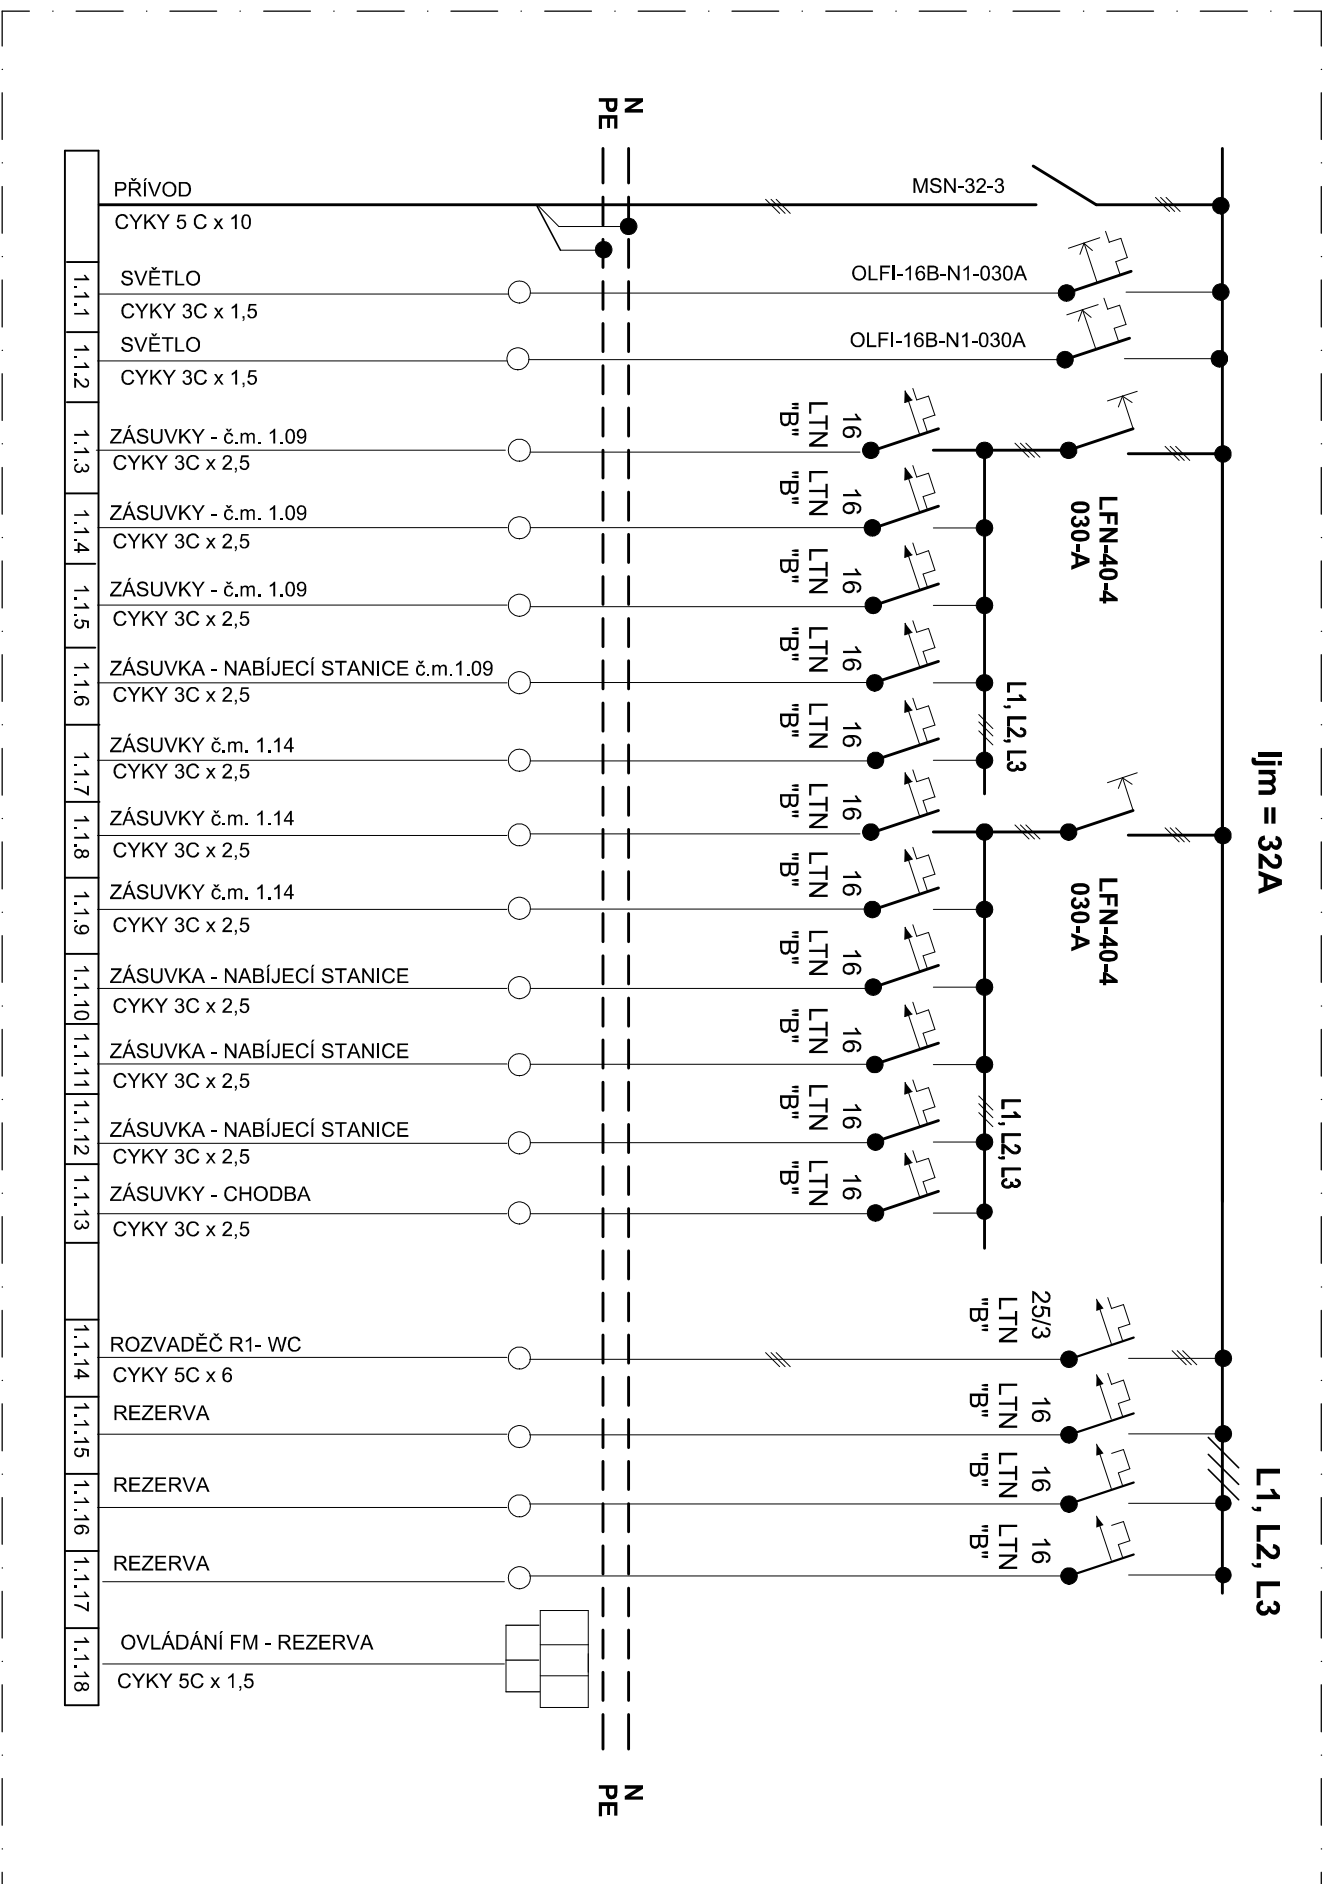 N
PE
PŘÍVOD
MSN-32-3
CYKY 5 C x 10
1.1.1
SVĚTLO
OLFI-16B-N1-030A
CYKY 3C x 1,5
1.1.2
SVĚTLO
OLFI-16B-N1-030A
CYKY 3C x 1,5
1.1.3
ZÁSUVKY - č.m. 1.09
CYKY 3C x 2,5
16
LTN
"B"
LFN-40-4
030-A
1.1.4
ZÁSUVKY - č.m. 1.09
CYKY 3C x 2,5
16
LTN
"B"
1.1.5
ZÁSUVKY - č.m. 1.09
CYKY 3C x 2,5
16
LTN
"B"
1.1.6
ZÁSUVKA - NABÍJECÍ STANICE č.m.1.09
CYKY 3C x 2,5
16
LTN
"B"
L1, L2, L3
1.1.7
ZÁSUVKY č.m. 1.14
CYKY 3C x 2,5
16
LTN
"B"
Ijm = 32A
1.1.8
ZÁSUVKY č.m. 1.14
CYKY 3C x 2,5
16
LTN
"B"
LFN-40-4
030-A
1.1.9
ZÁSUVKY č.m. 1.14
CYKY 3C x 2,5
16
LTN
"B"
1.1.10
ZÁSUVKA - NABÍJECÍ STANICE
CYKY 3C x 2,5
16
LTN
"B"
1.1.11
ZÁSUVKA - NABÍJECÍ STANICE
CYKY 3C x 2,5
16
LTN
"B"
1.1.12
ZÁSUVKA - NABÍJECÍ STANICE
CYKY 3C x 2,5
16
LTN
"B"
L1, L2, L3
1.1.13
ZÁSUVKY - CHODBA
CYKY 3C x 2,5
16
LTN
"B"
1.1.14
ROZVADĚČ R1- WC
CYKY 5C x 6
25/3
LTN
"B"
1.1.15
REZERVA
16
LTN
"B"
1.1.16
REZERVA
16
LTN
"B"
L1, L2, L3
1.1.17
REZERVA
16
LTN
"B"
1.1.18
OVLÁDÁNÍ FM - REZERVA
CYKY 5C x 1,5
N
PE